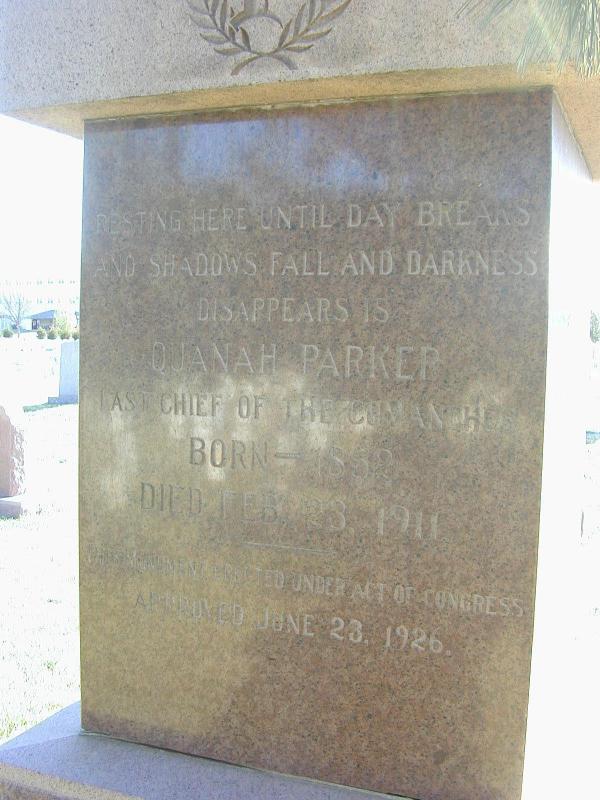 RESTING HERE UNTIL DAY BREAKS
AND SHADOWS FALL AND DARKNESS
DISAPPEARS IS
QUANAH PARKER
LAST CHIEF OF THE COMANCHES
BORN — 1852
DIED FEB. 23, 1911
THIS MONUMENT ERECTED UNDER ACT OF CONGRESS
APPROVED JUNE 23, 1926.